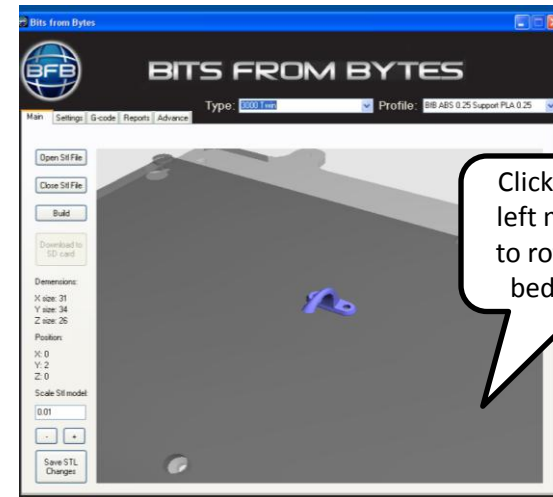 Bits from Bytes
BFB
BITS FROM BYTES
Type: 3000 Twin
Profile: BfB ABS 0.25 Support PLA 0.25
Main Settings G-code Reports Advance
Open Stl File
Close Stl File
Build
Download to
SD card
Demensions:
X size: 31
Y size: 34
Z size: 26
Position:
X: 0
Y: 2
Z: 0
Scale Stl model:
0.01
- +
Save STL
Changes
Click
left
to ro
bed